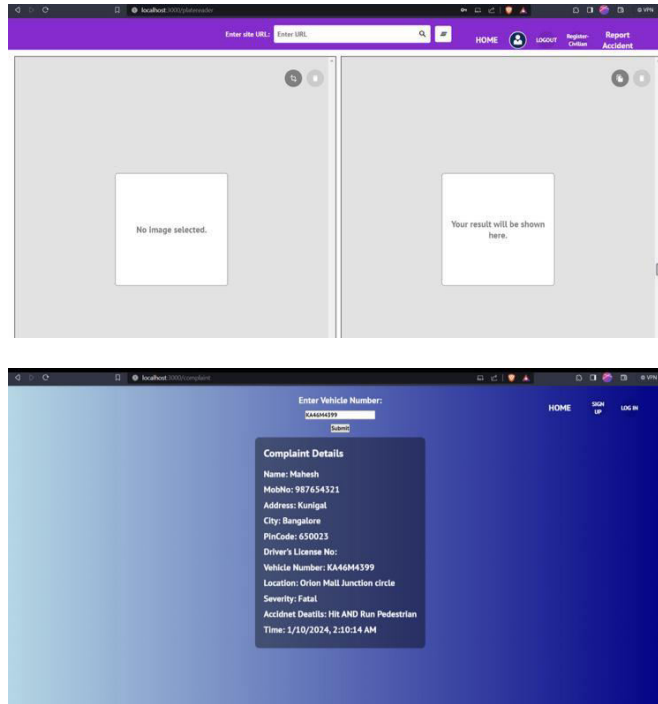 localhost:3000/platereader
VPN
Enter site URL:
Enter URL
HOME
LOGOUT
Register-
Civilian
Report
Accident
No image selected.
Your result will be shown
here.
localhost:3000/complaint
VPN
Enter Vehicle Number:
KA46M4399
Submit
HOME
SIGN
UP
LOG IN
Complaint Details
Name: Mahesh
MobNo: 987654321
Address: Kunigal
City: Bangalore
PinCode: 650023
Driver's License No:
Vehicle Number: KA46M4399
Location: Orion Mall Junction circle
Severity: Fatal
Accidnet Deatils: Hit AND Run Pedestrian
Time: 1/10/2024, 2:10:14 AM